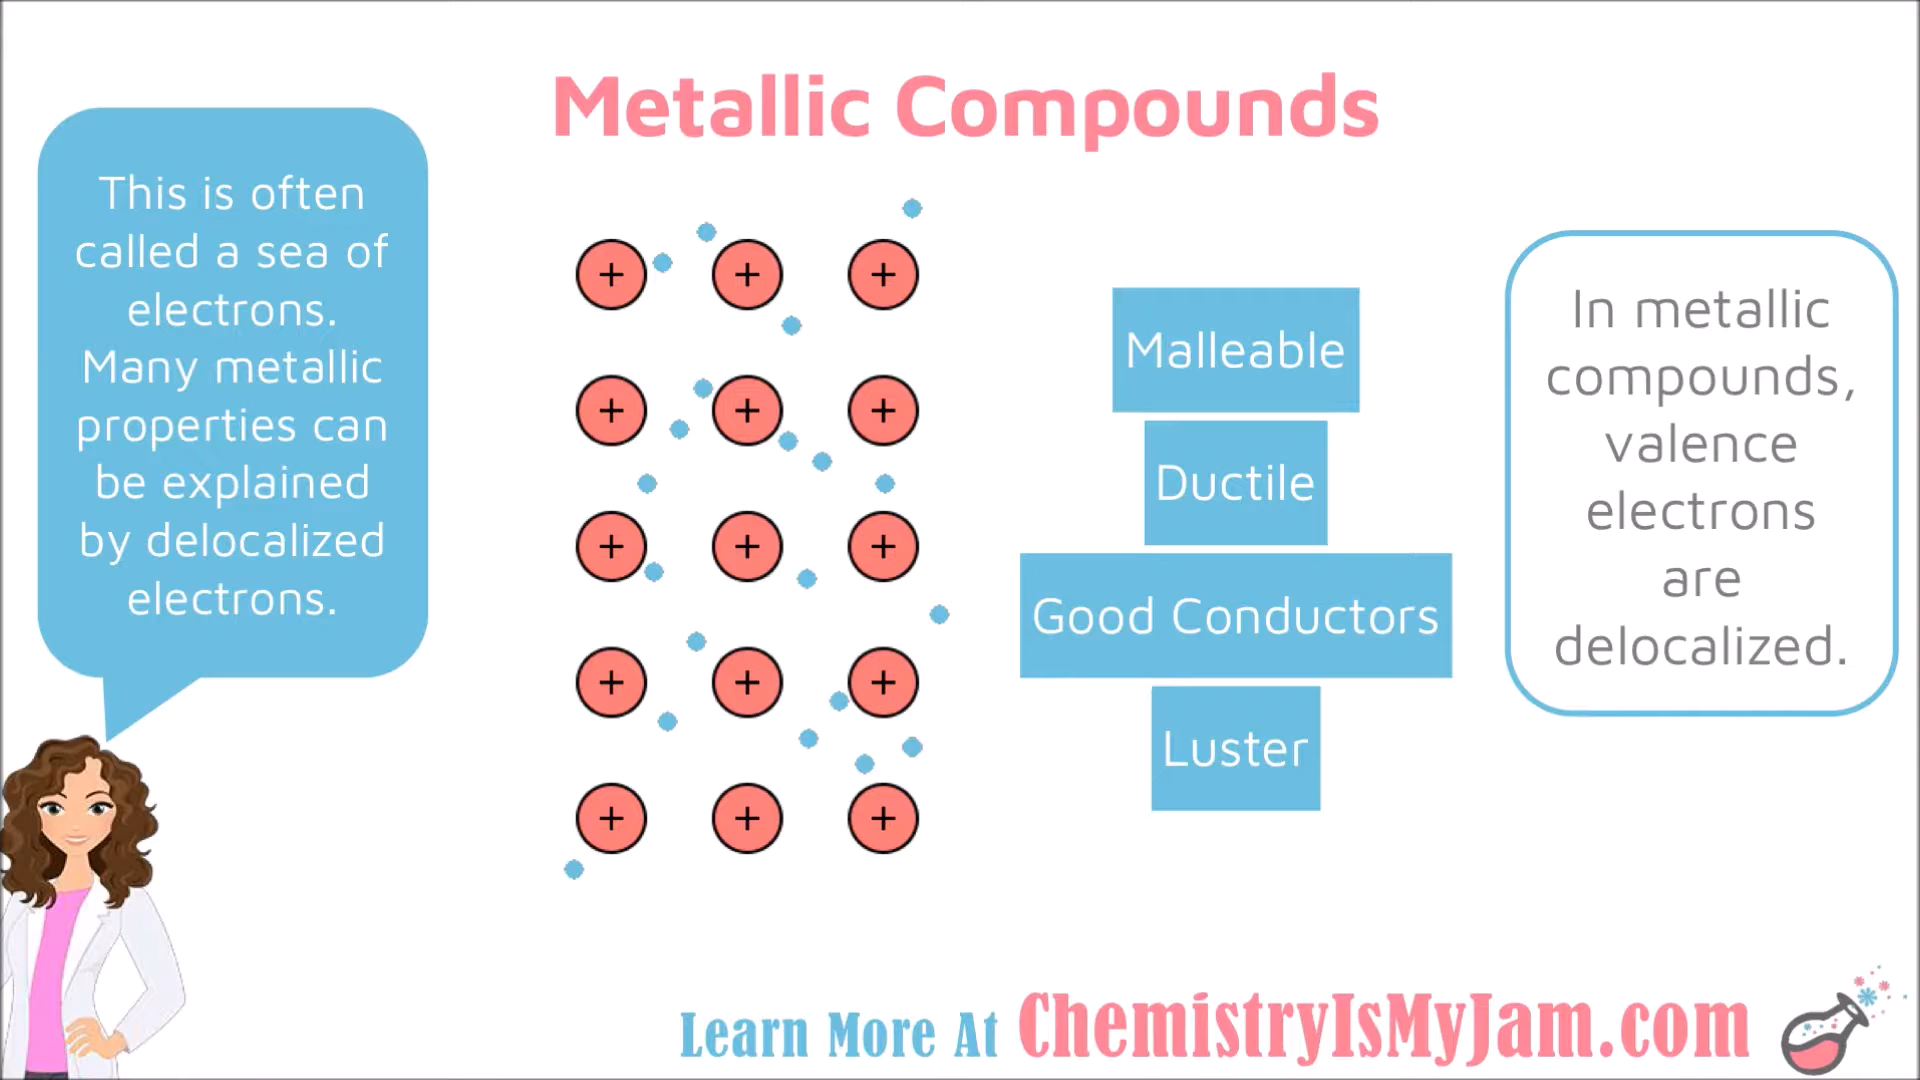 Metallic Compounds
This is often
called a sea of
electrons.
Many metallic
properties can
be explained
by delocalized
electrons.
+ + +
+ + +
+ + +
+ + +
+ + +
Malleable
Ductile
Good Conductors
Luster
In metallic
compounds,
valence
electrons
are
delocalized.
Learn More At ChemistryIsMyJam.com